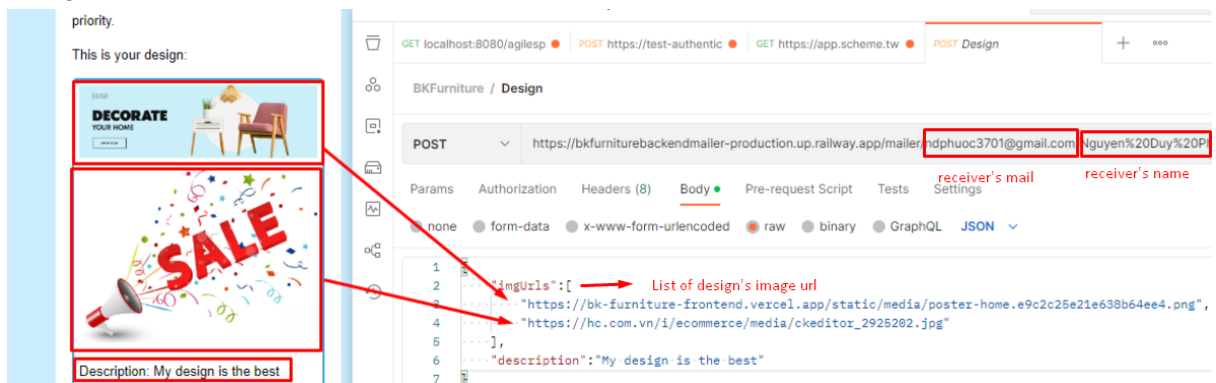 priority.
This is your design:
DECORATE
YOUR HOME
SHOP NOW
SALE
Description: My design is the best
GET localhost:8080/agilesp
POST https://test-authentic
GET https://app.scheme.tw
POST Design
BKFurniture / Design
POST
https://bkfurniturebackendmailer-production.up.railway.app/mailer/ndphuoc3701@gmail.com/Nguyen%20Duy%20Ph
receiver's mail
receiver's name
Params Authorization Headers (8) Body Pre-request Script Tests Settings
none form-data x-www-form-urlencoded raw binary GraphQL JSON
1 {
2 "imgUrls":[ List of design's image url
3 "https://bk-furniture-frontend.vercel.app/static/media/poster-home.e9c2c25e21e638b64ee4.png",
4 "https://hc.com.vn/i/ecommerce/media/ckeditor_2925202.jpg"
5 ],
6 "description":"My design is the best"
7 }